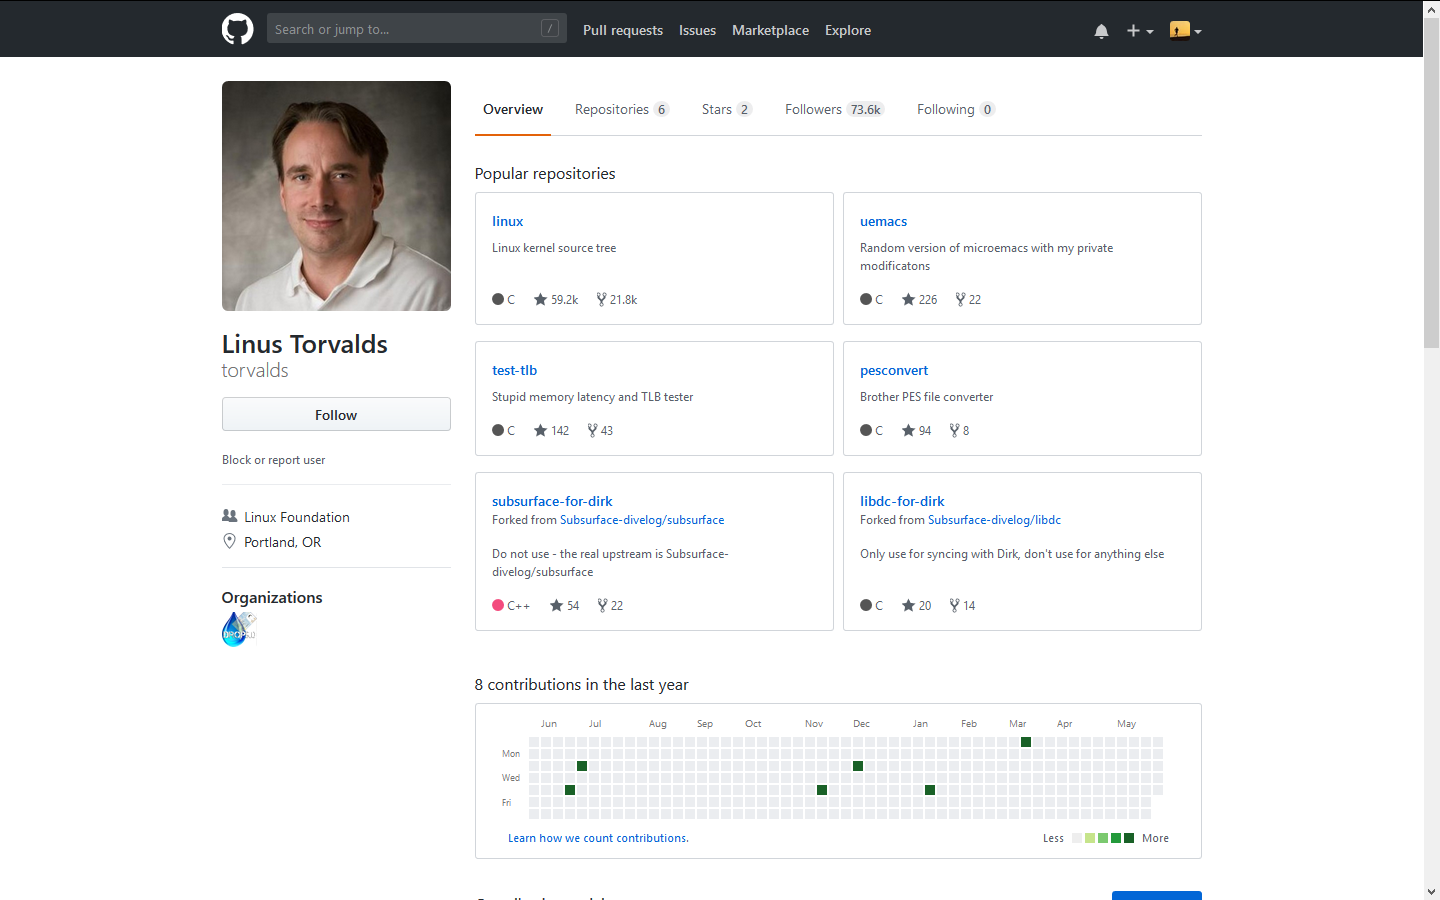 Search or jump to...
/
Pull requests
Issues
Marketplace
Explore
Linus Torvalds
torvalds
Follow
Block or report user
Linux Foundation
Portland, OR
Organizations
Overview
Repositories 6
Stars 2
Followers 73.6k
Following 0
Popular repositories
linux
Linux kernel source tree
C 59.2k 21.8k
uemacs
Random version of microemacs with my private
modificatons
C 226 22
test-tlb
Stupid memory latency and TLB tester
C 142 43
pesconvert
Brother PES file converter
C 94 8
subsurface-for-dirk
Forked from Subsurface-divelog/subsurface
Do not use - the real upstream is Subsurface-
divelog/subsurface
C++ 54 22
libdc-for-dirk
Forked from Subsurface-divelog/libdc
Only use for syncing with Dirk, don't use for anything else
C 20 14
8 contributions in the last year
Jun Jul Aug Sep Oct Nov Dec Jan Feb Mar Apr May
Mon
Wed
Fri
Learn how we count contributions.
Less More